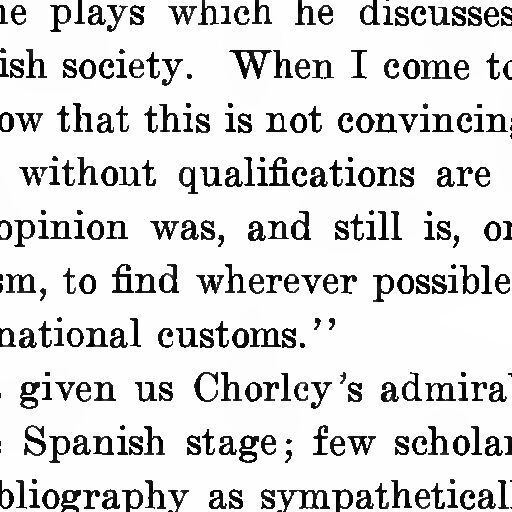 he plays which he discusses
ish society. When I come to
ow that this is not convincing
without qualifications are
opinion was, and still is, or
sm, to find wherever possible
national customs.”
given us Chorley's admira
Spanish stage; few scholar
bliography as sympathetical